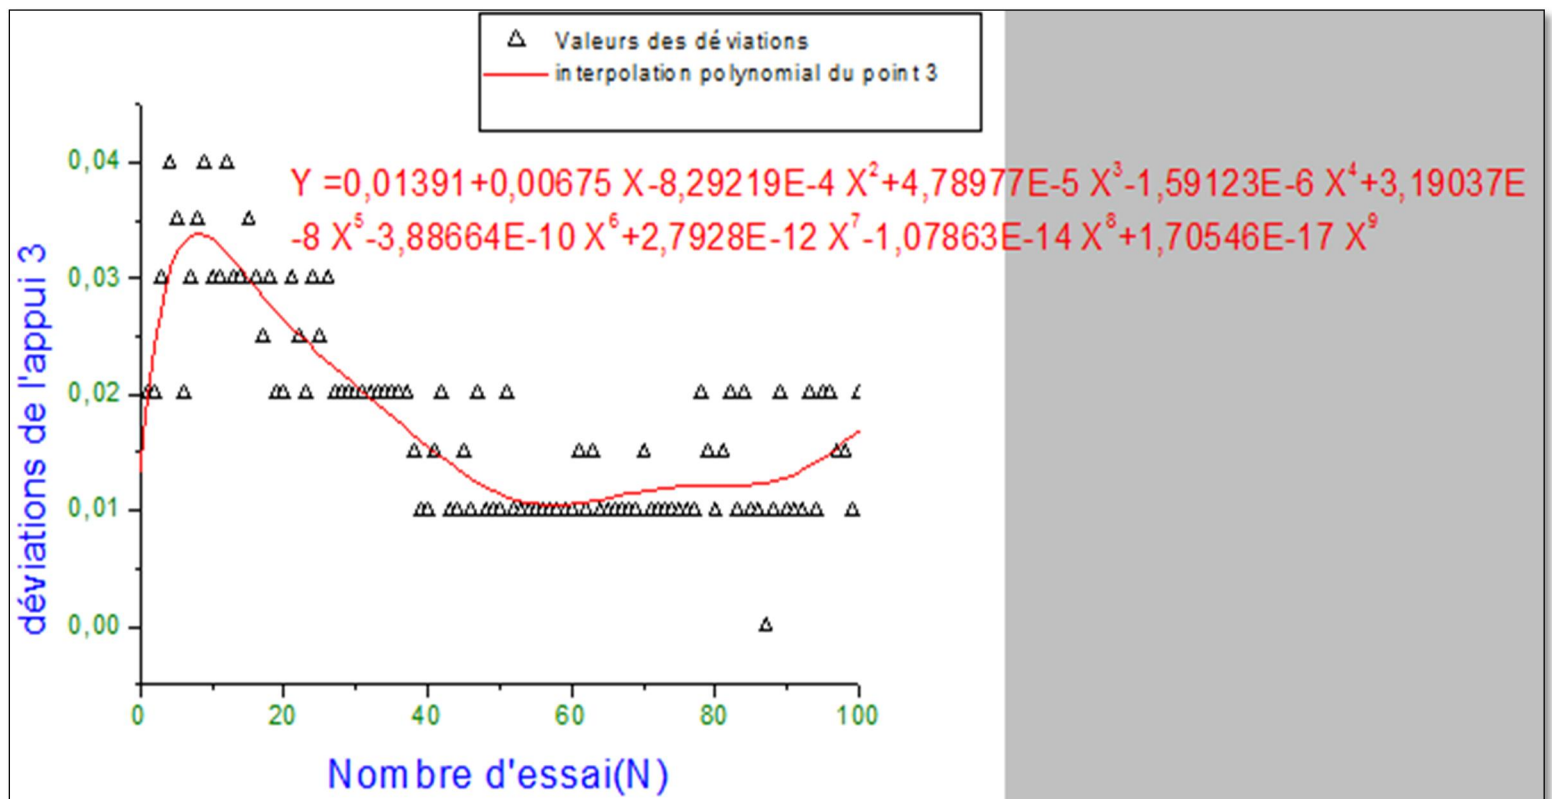 Valeurs des déviations
interpolation polynomial du point 3
Y =0,01391+0,00675 X-8,29219E-4 X²+4,78977E-5 X³-1,59123E-6 X⁴+3,19037E
-8 X⁵-3,88664E-10 X⁶+2,7928E-12 X⁷-1,07863E-14 X⁸+1,70546E-17 X⁹
déviations de l'appui 3
0,04
0,03
0,02
0,01
0,00
0 20 40 60 80 100
Nombre d'essai(N)